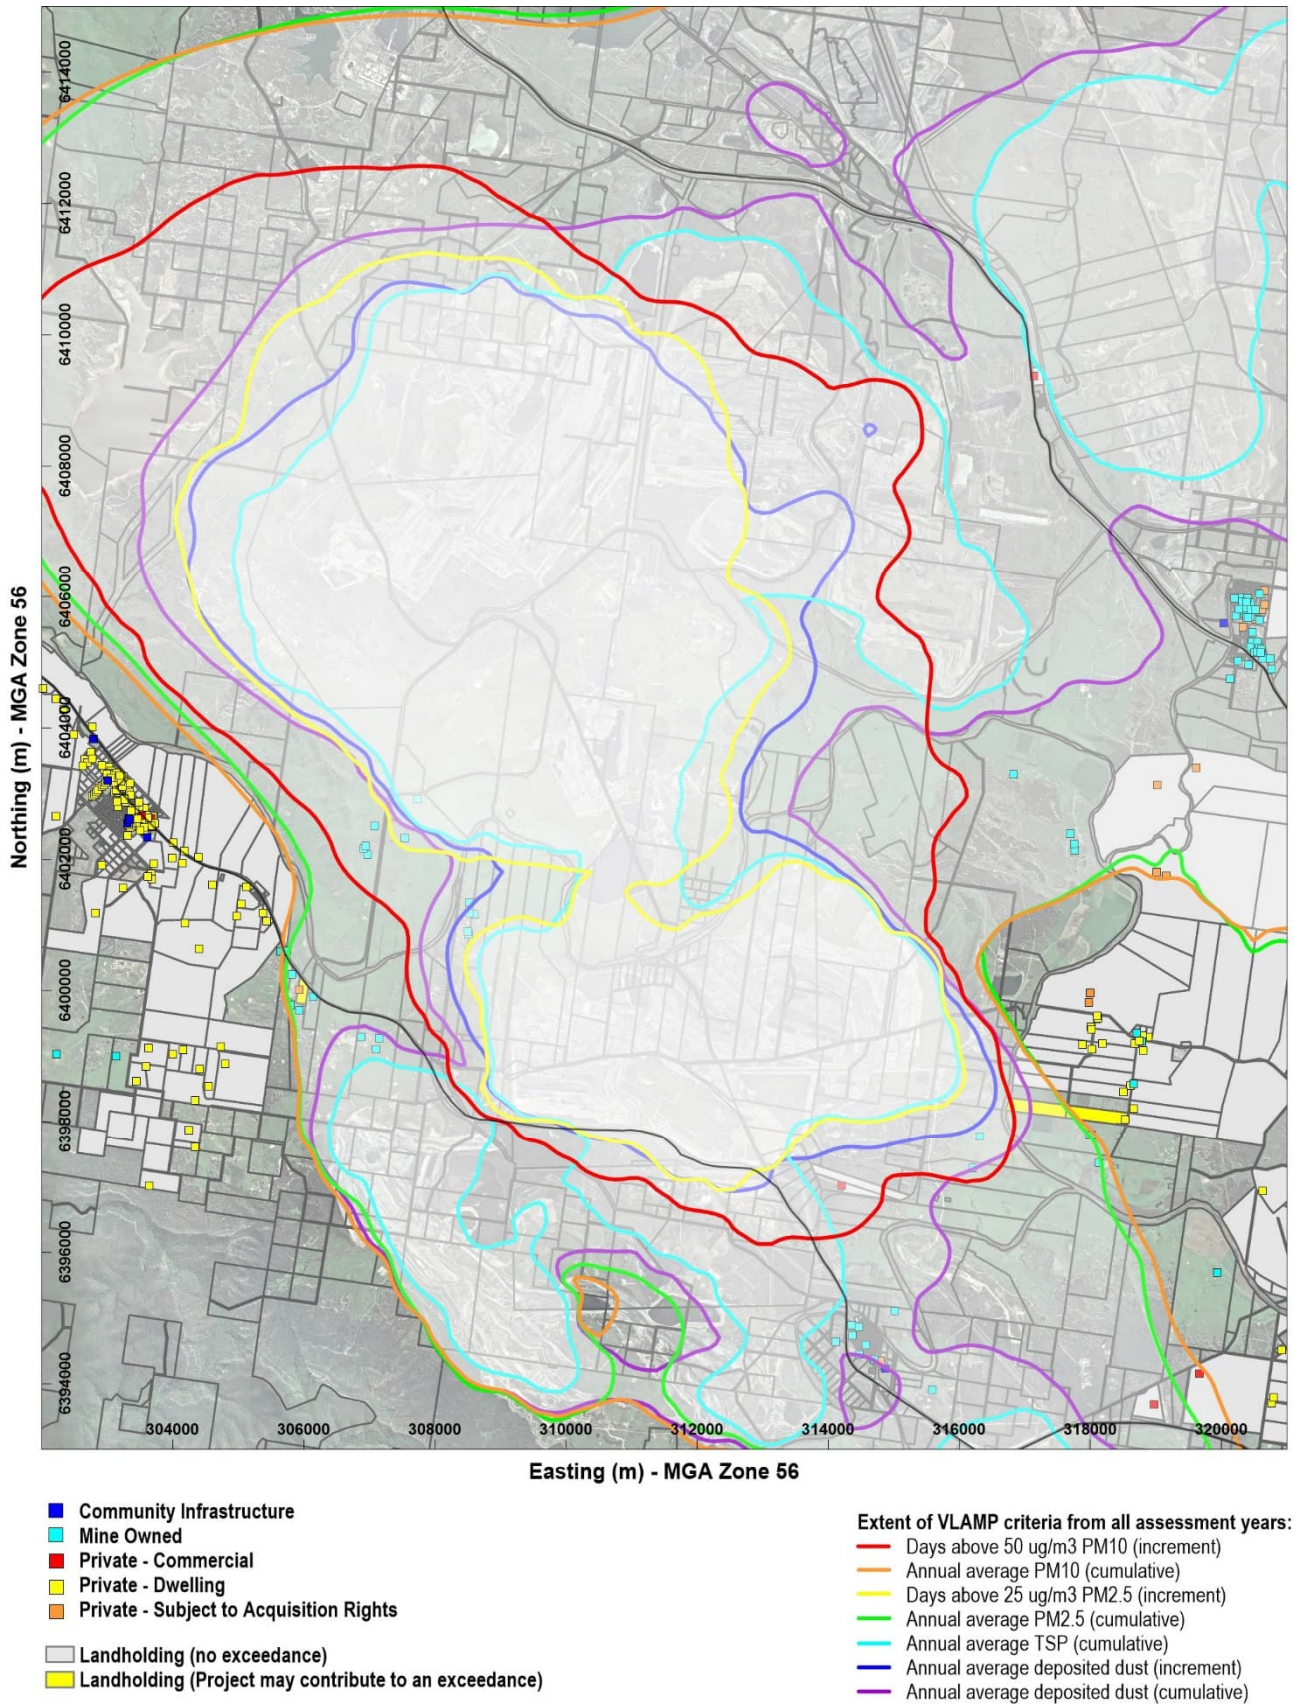 6414000
6412000
6410000
6408000
6406000
6404000
6402000
6400000
6398000
6396000
6394000
Northing (m) - MGA Zone 56
304000 306000 308000 310000 312000 314000 316000 318000 320000
Easting (m) - MGA Zone 56
Community Infrastructure
Mine Owned
Private - Commercial
Private - Dwelling
Private - Subject to Acquisition Rights
Landholding (no exceedance)
Landholding (Project may contribute to an exceedance)
Extent of VLAMP criteria from all assessment years:
Days above 50 ug/m3 PM10 (increment)
Annual average PM10 (cumulative)
Days above 25 ug/m3 PM2.5 (increment)
Annual average PM2.5 (cumulative)
Annual average TSP (cumulative)
Annual average deposited dust (increment)
Annual average deposited dust (cumulative)